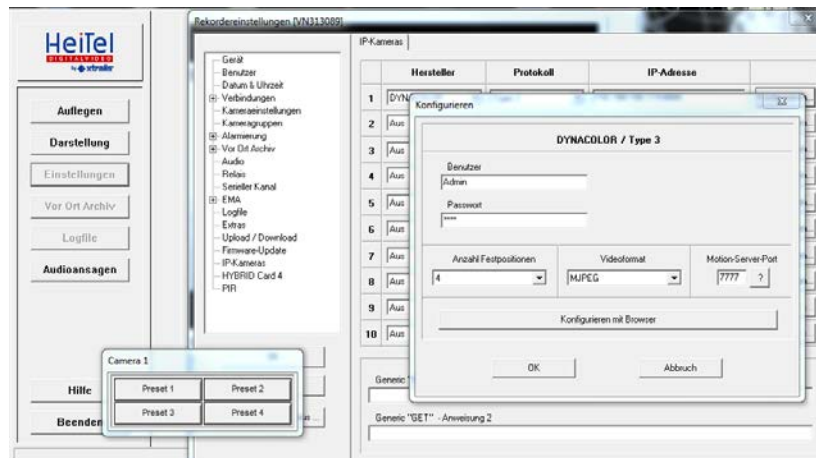 Rekordereinstellungen [VN313089]
HeiTel
DIGITAL VIDEO
by xtralis
Auflegen
Darstellung
Einstellungen
Vor Ort Archiv
Logfile
Audioansagen
Hilfe
Beenden
Gerät
Benutzer
Datum & Uhrzeit
Verbindungen
Kameraeinstellungen
Kameragruppen
Alarmierung
Vor Ort Archiv
Audio
Relais
Serieller Kanal
EMA
Logfile
Extras
Upload / Download
Firmware-Update
IP-Kameras
HYBRID Card 4
PIR
IP-Kameras
Hersteller Protokoll IP-Adresse
1 DYN
2 Aus
3 Aus
4 Aus
5 Aus
6 Aus
7 Aus
8 Aus
9 Aus
10 Aus
Generic "GET" - Anweisung 2
Konfigurieren
DYNACOLOR / Type 3
Benutzer
Admin
Passwort
****
Anzahl Festpositionen Videoformat Motion-Server-Port
4 MJPEG 7777 ?
Konfigurieren mit Browser
OK Abbruch
Camera 1
Preset 1 Preset 2
Preset 3 Preset 4